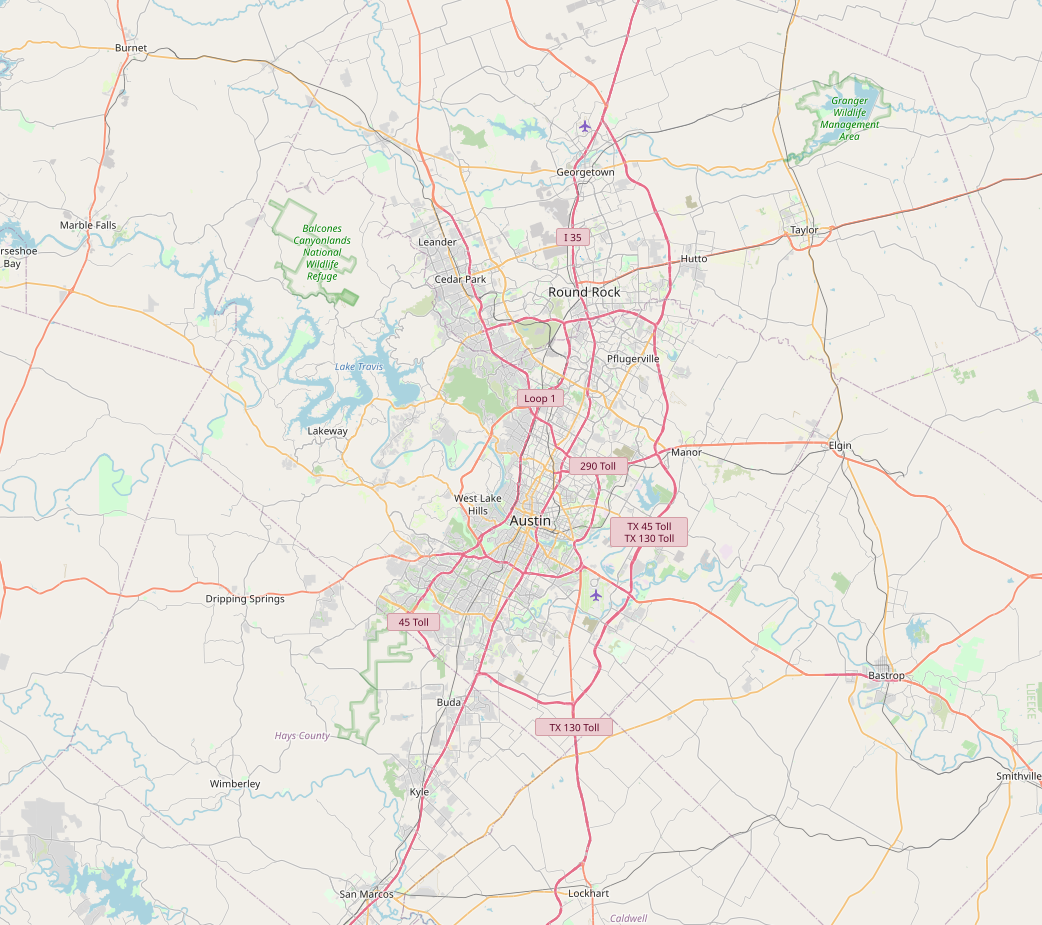 Burnet
Granger
Wildlife
Management
Area
Georgetown
Marble Falls
Taylor
Balcones
Canyonlands
National
Wildlife
Refuge
I 35
Leander
rseshoe
Bay
Hutto
Cedar Park
Round Rock
Pflugerville
Lake Travis
Loop 1
Lakeway
Elgin
Manor
290 Toll
West Lake
Hills
Austin
TX 45 Toll
TX 130 Toll
Dripping Springs
45 Toll
Bastrop
LUECKE
Buda
TX 130 Toll
Hays County
Smithville
Wimberley
Kyle
San Marcos
Lockhart
Caldwell